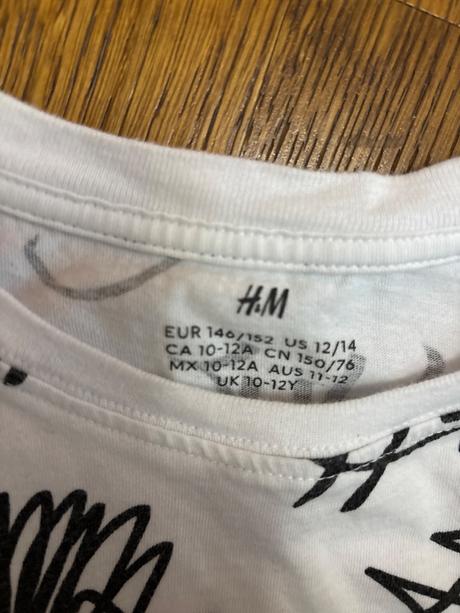 H&M
EUR 146/152 US 12/14
CA 10-12A CN 150/76
MX 10-12A AUS 11-12
UK 10-12Y